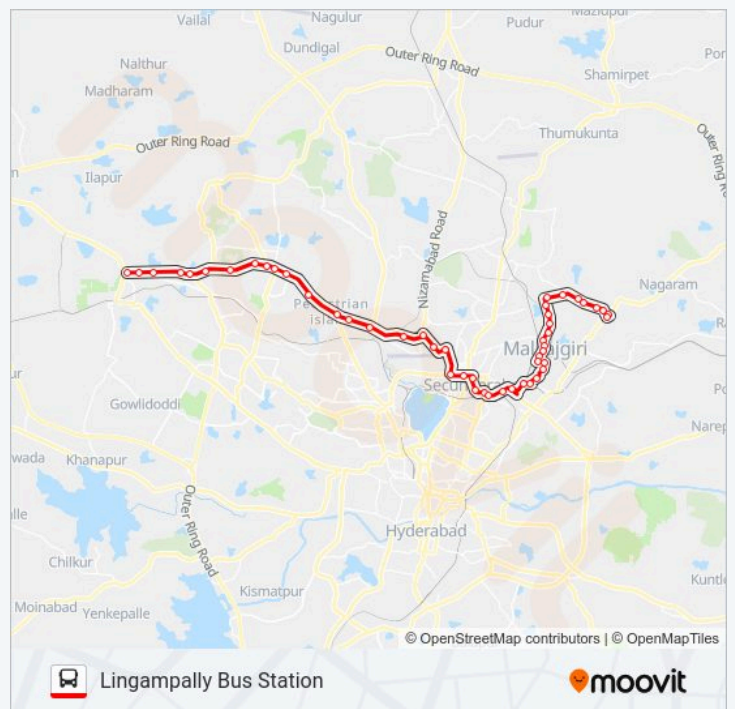 Vailal
Nagulur
Pudur
Dundigal
Outer Ring Road
Nalthur
Shamirpet
Madharam
Outer Ring Road
Thumukunta
Outer Ring R
Ilapur
Nizamabad Road
Nagaram
Malkajgiri
Gowlidoddi
Narep
wada
Khanapur
Outer Ring Road
lle
Hyderabad
Chilkur
Kismatpur
Kuntl
Moinabad
Yenkepalle
© OpenStreetMap contributors | © OpenMapTiles
Lingampally Bus Station
moovit